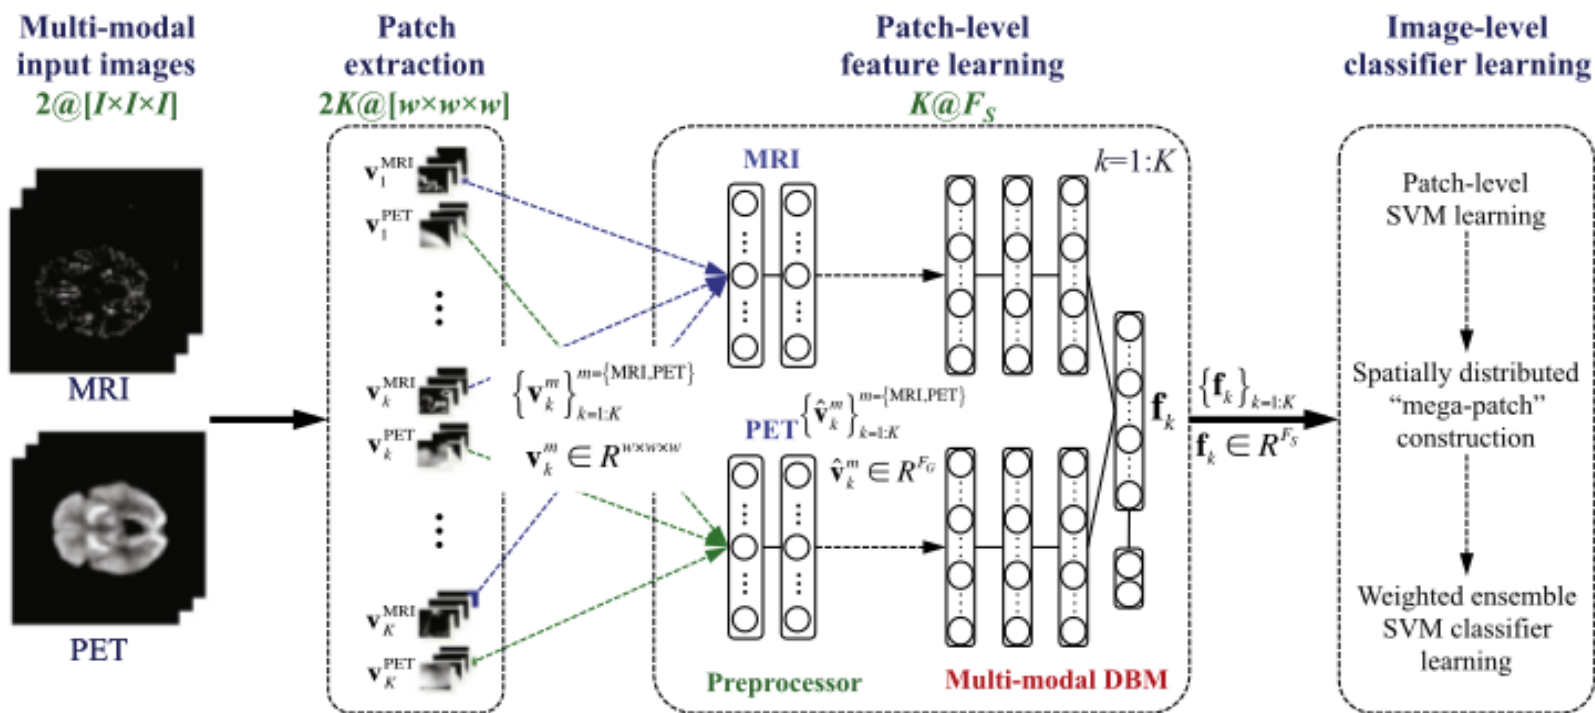 Multi-modal
input images
2@[I×I×I]
MRI
PET
Patch
extraction
2K@[w×w×w]
v₁^MRI
v₁^PET
v_k^MRI
v_k^PET
v_K^MRI
v_K^PET
{v_k^m}_{k=1:K}^{m={MRI,PET}}
v_k^m ∈ R^{w×w×w}
Patch-level
feature learning
K@F_S
MRI
k=1:K
PET
{v̂_k^m}_{k=1:K}^{m={MRI,PET}}
v̂_k^m ∈ R^{F_G}
f_k
Preprocessor
Multi-modal DBM
{f_k}_{k=1:K}
f_k ∈ R^{F_S}
Image-level
classifier learning
Patch-level
SVM learning
Spatially distributed
“mega-patch”
construction
Weighted ensemble
SVM classifier
learning